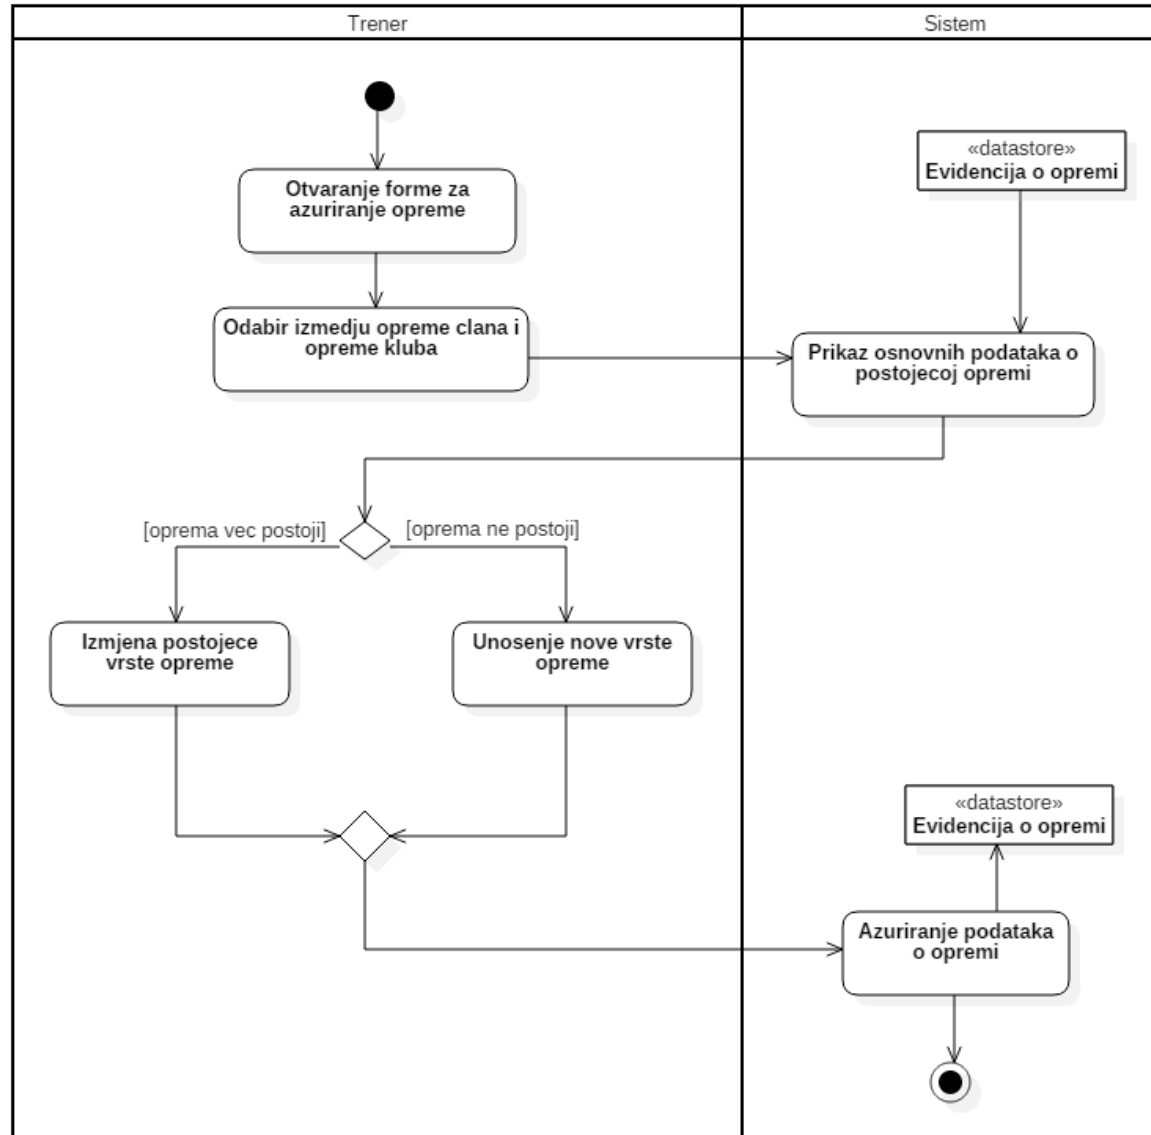 Trener
Sistem
«datastore»
Evidencija o opremi
Otvaranje forme za
azuriranje opreme
Odabir izmedju opreme clana i
opreme kluba
Prikaz osnovnih podataka o
postojecoj opremi
[oprema vec postoji]
[oprema ne postoji]
Izmjena postojece
vrste opreme
Unosenje nove vrste
opreme
«datastore»
Evidencija o opremi
Azuriranje podataka
o opremi